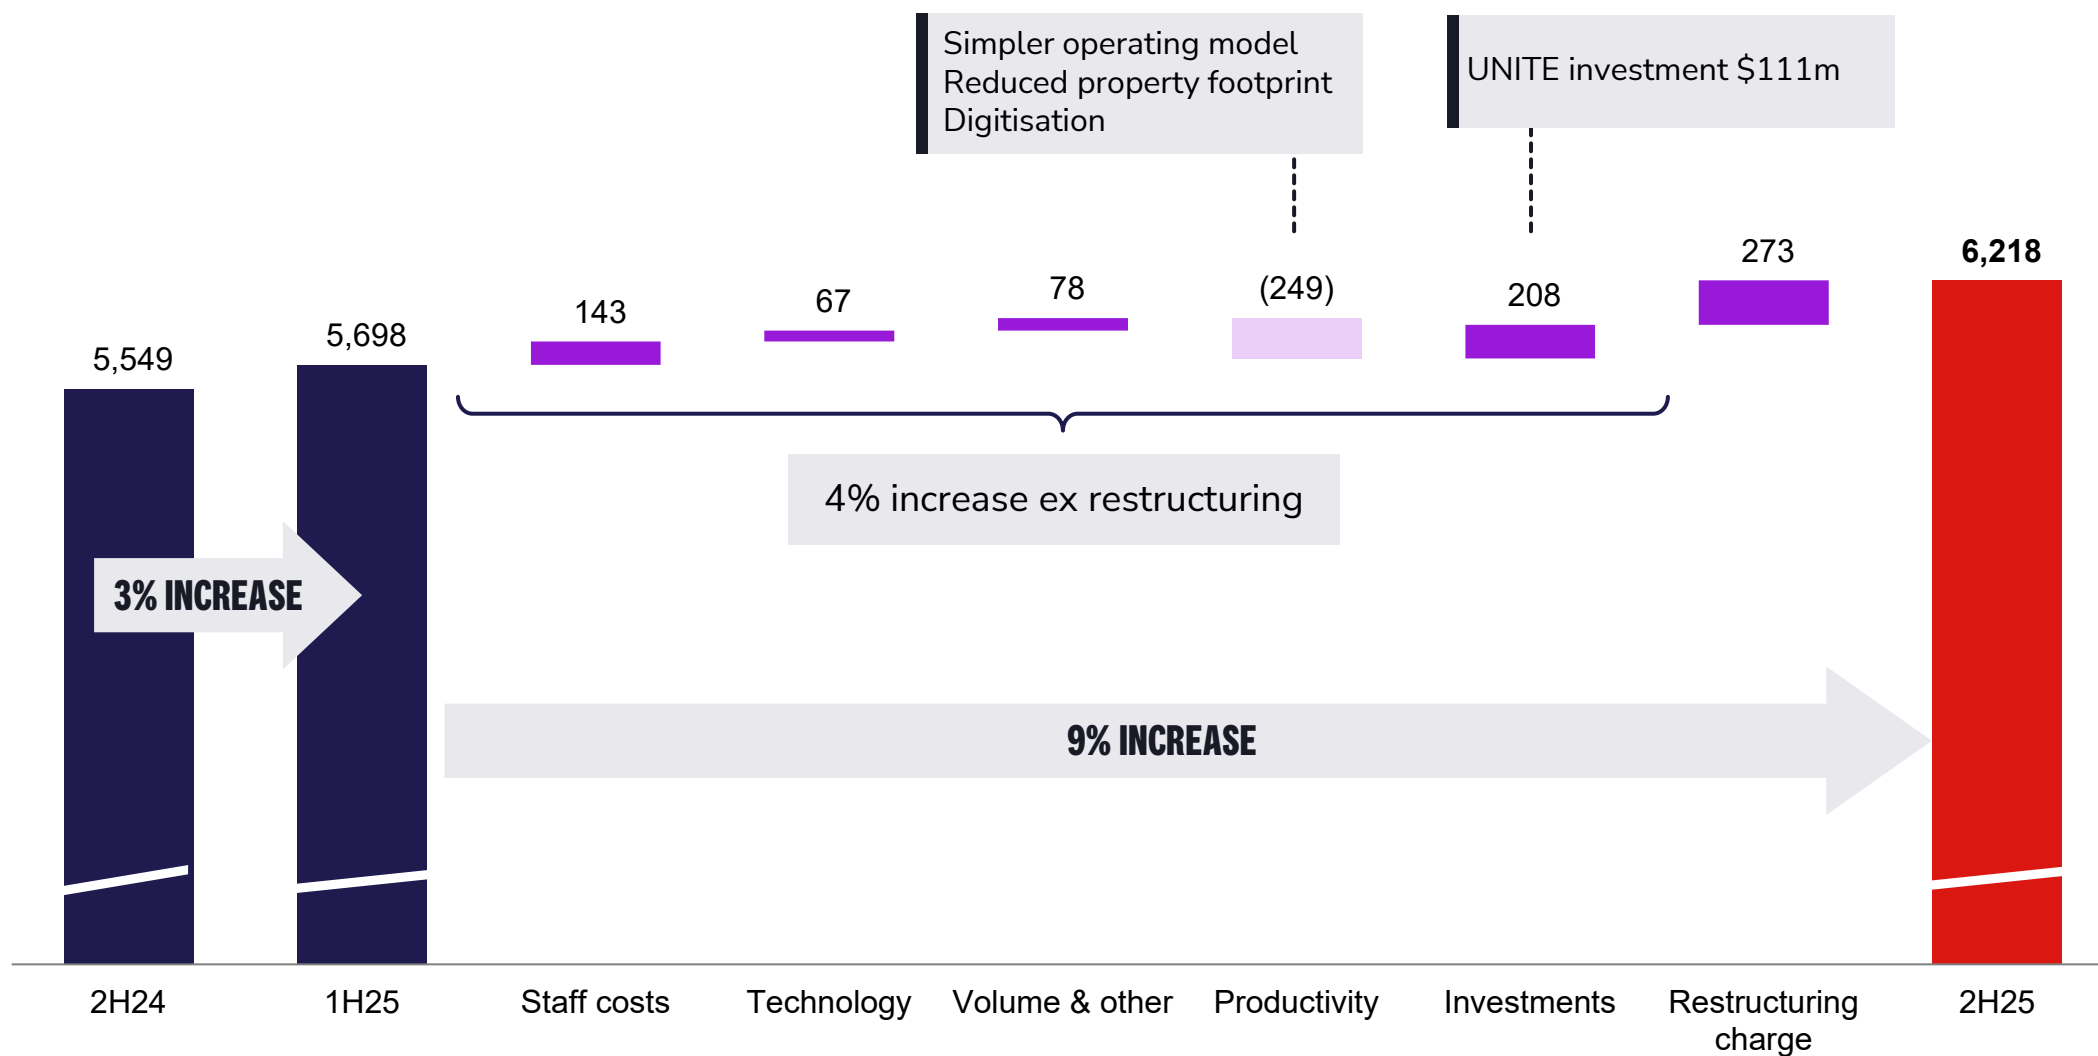 Simpler operating model
Reduced property footprint
Digitisation
UNITE investment $111m
5,549
5,698
143
67
78
(249)
208
273
6,218
4% increase ex restructuring
3% INCREASE
9% INCREASE
2H24
1H25
Staff costs
Technology
Volume & other
Productivity
Investments
Restructuring
charge
2H25